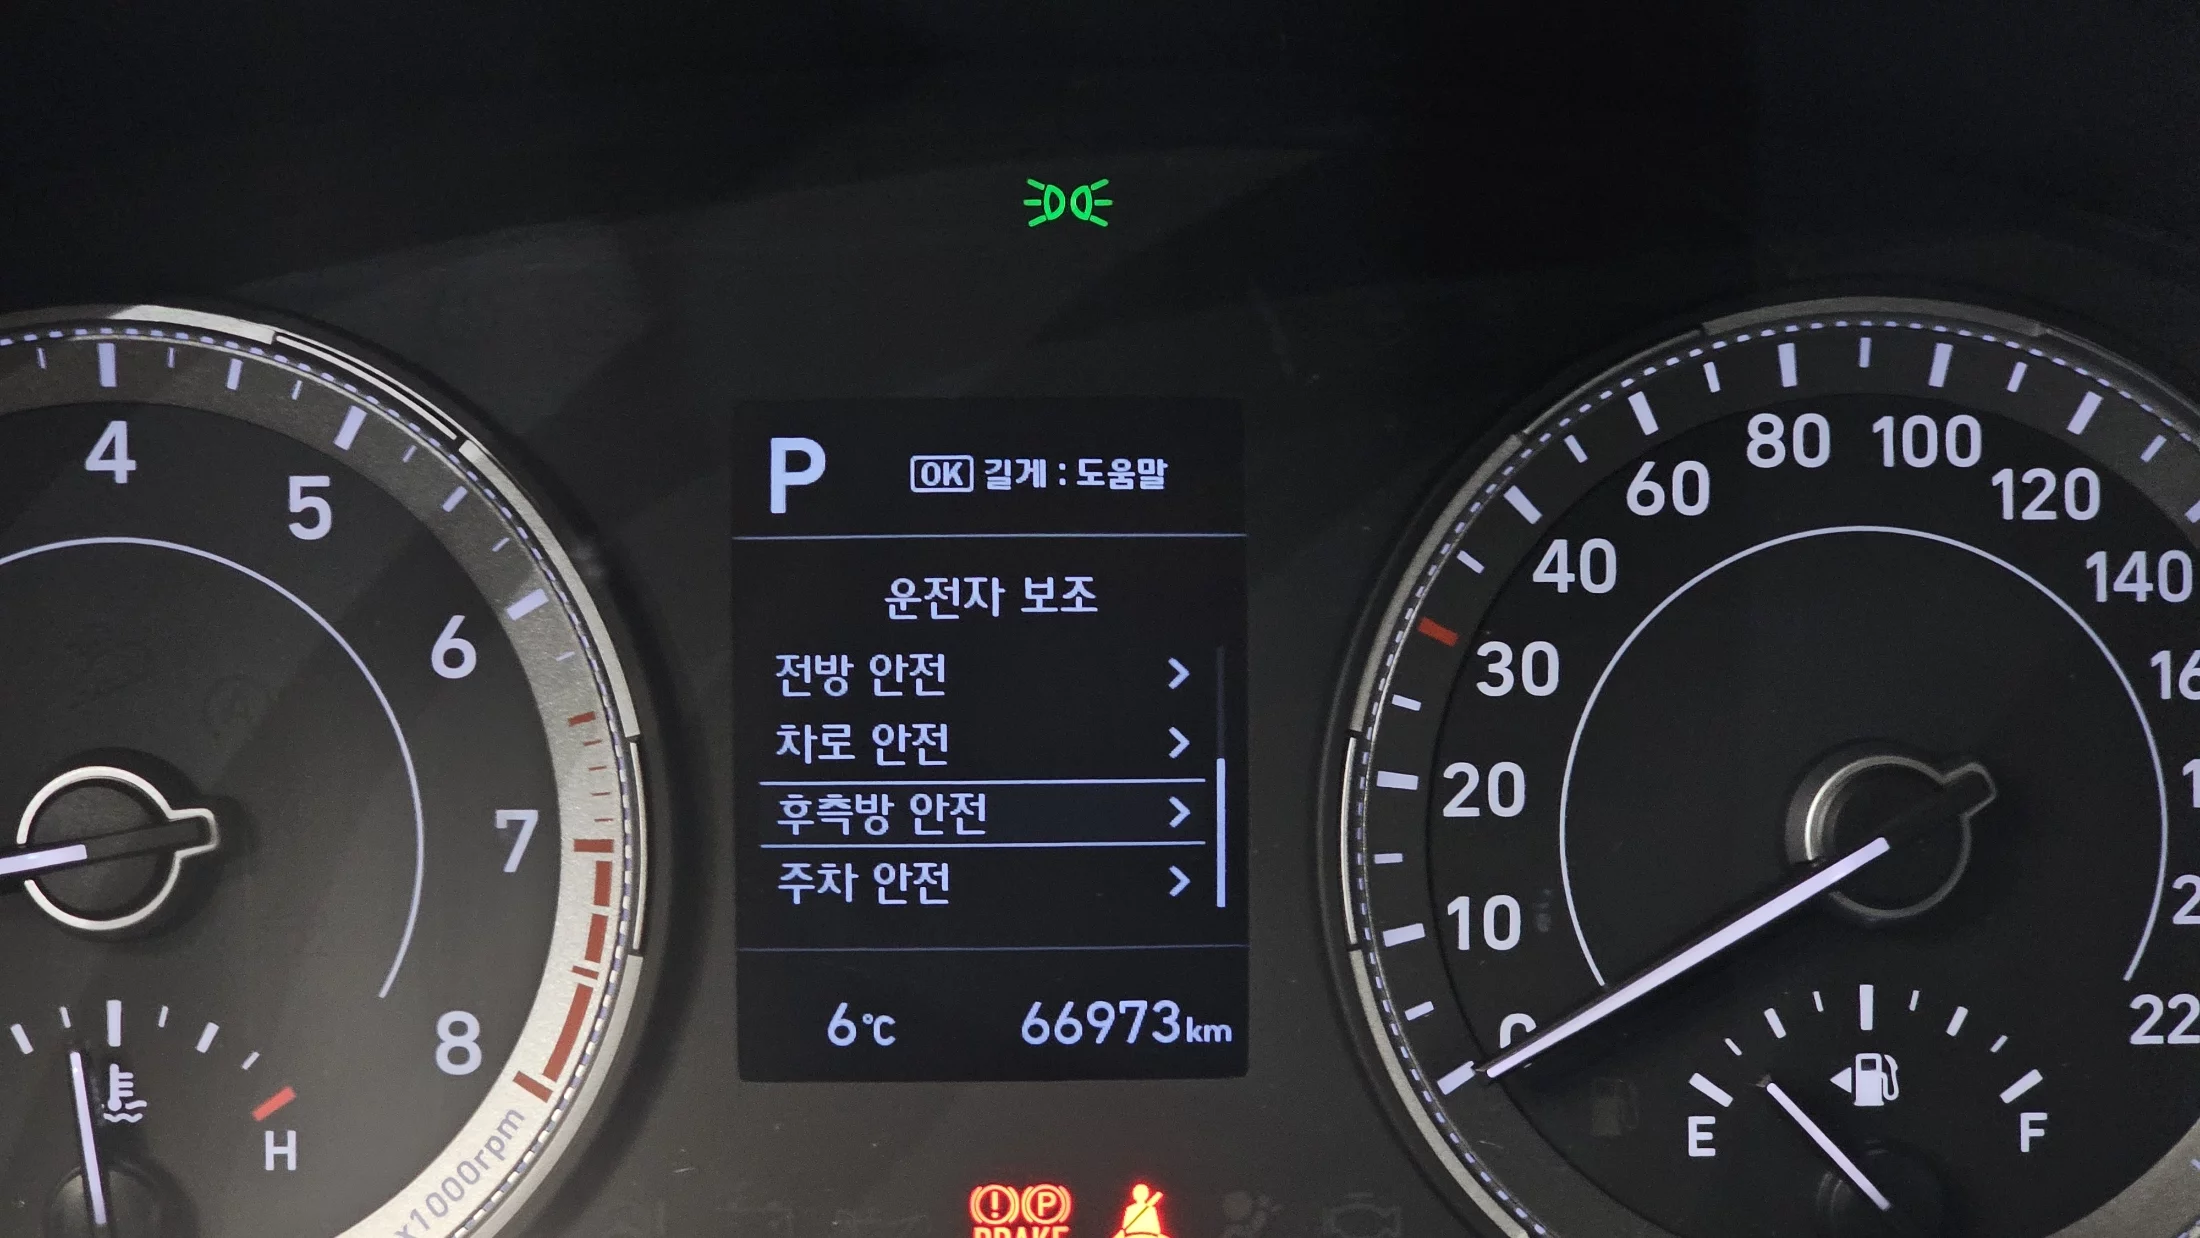 P
OK 길게 : 도움말
운전자 보조
전방 안전
차로 안전
후측방 안전
주차 안전
6℃ 66973km
4
5
6
7
8
x1000rpm
H
0
10
20
30
40
60
80
100
120
140
E
F
P
BRAKE